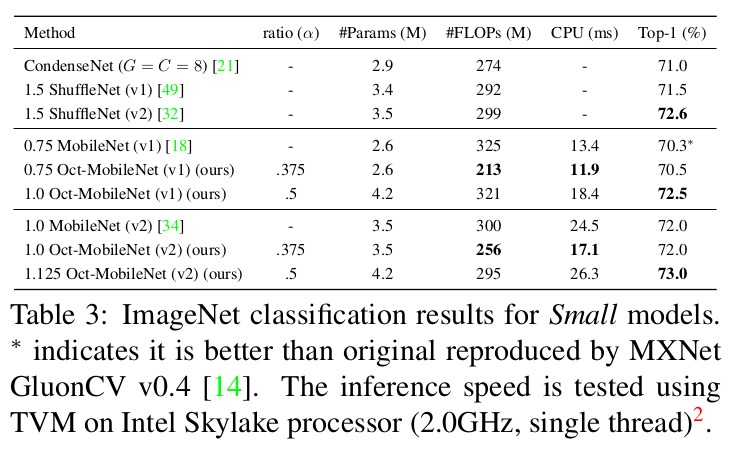 Method ratio (α) #Params (M) #FLOPs (M) CPU (ms) Top-1 (%)
CondenseNet (G = C = 8) [21] - 2.9 274 - 71.0
1.5 ShuffleNet (v1) [49] - 3.4 292 - 71.5
1.5 ShuffleNet (v2) [32] - 3.5 299 - 72.6
0.75 MobileNet (v1) [18] - 2.6 325 13.4 70.3*
0.75 Oct-MobileNet (v1) (ours) .375 2.6 213 11.9 70.5
1.0 Oct-MobileNet (v1) (ours) .5 4.2 321 18.4 72.5
1.0 MobileNet (v2) [34] - 3.5 300 24.5 72.0
1.0 Oct-MobileNet (v2) (ours) .375 3.5 256 17.1 72.0
1.125 Oct-MobileNet (v2) (ours) .5 4.2 295 26.3 73.0
Table 3: ImageNet classification results for Small models.
* indicates it is better than original reproduced by MXNet
GluonCV v0.4 [14]. The inference speed is tested using
TVM on Intel Skylake processor (2.0GHz, single thread)2.